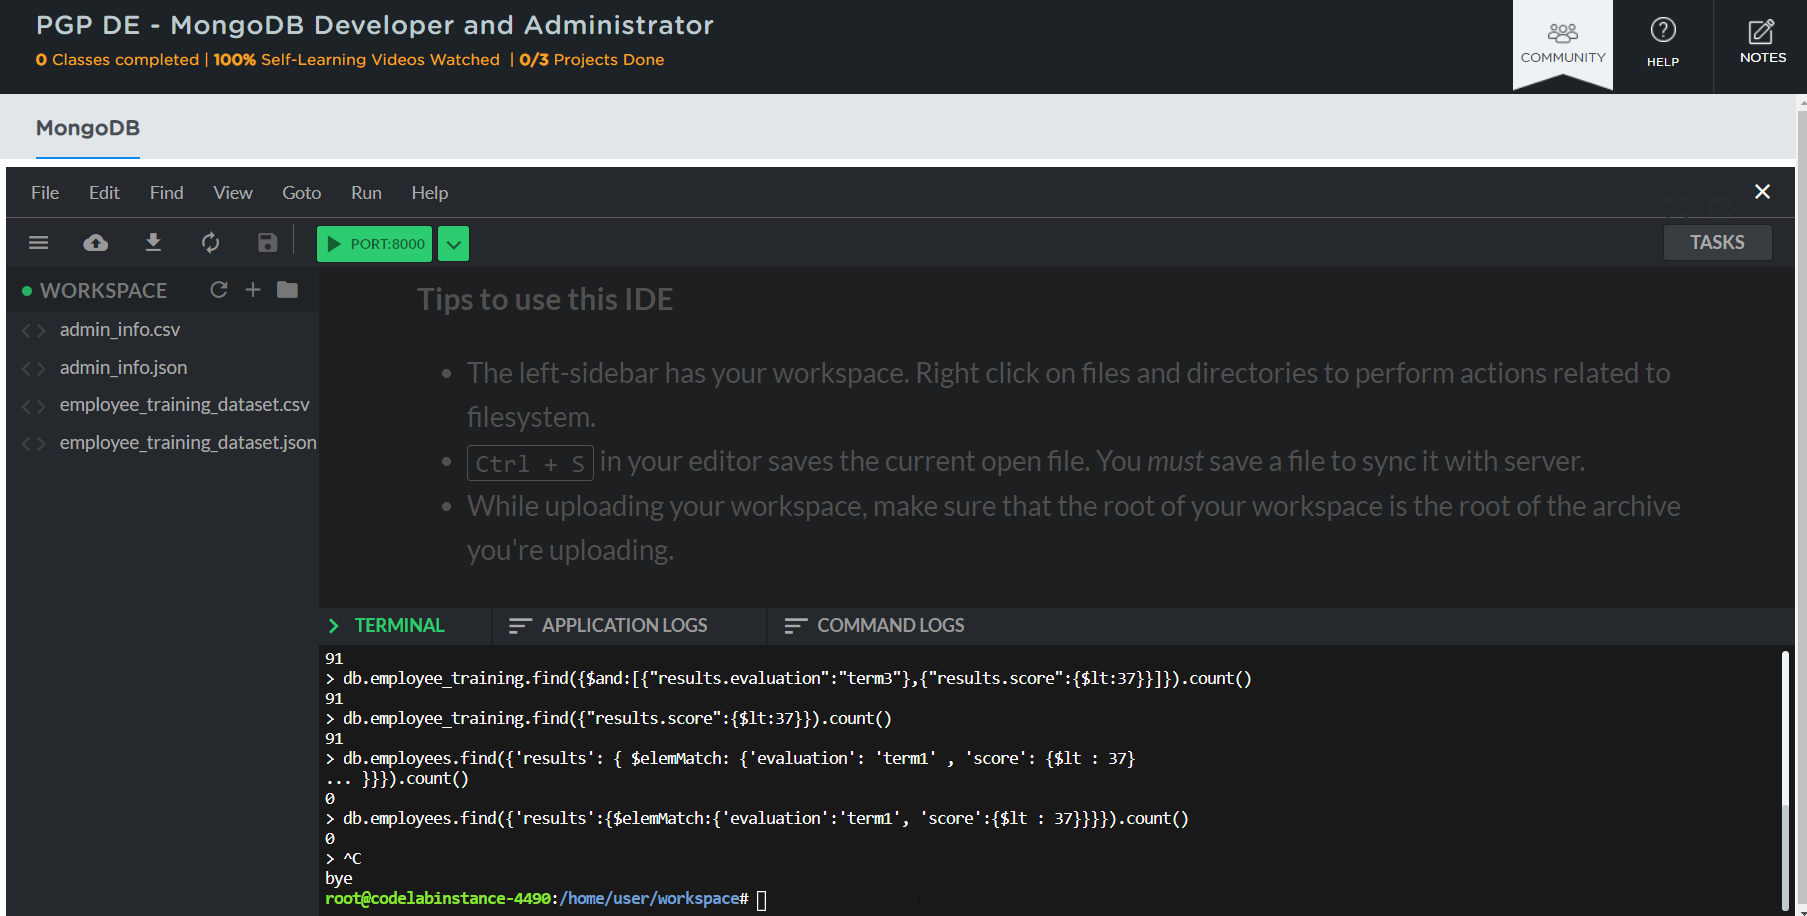 PGP DE - MongoDB Developer and Administrator
0 Classes completed | 100% Self-Learning Videos Watched | 0/3 Projects Done
COMMUNITY
HELP
NOTES
MongoDB
File Edit Find View Goto Run Help
PORT:8000
TASKS
WORKSPACE
admin_info.csv
admin_info.json
employee_training_dataset.csv
employee_training_dataset.json
Tips to use this IDE
The left-sidebar has your workspace. Right click on files and directories to perform actions related to
filesystem.
Ctrl + S in your editor saves the current open file. You must save a file to sync it with server.
While uploading your workspace, make sure that the root of your workspace is the root of the archive
you're uploading.
TERMINAL
APPLICATION LOGS
COMMAND LOGS
91
> db.employee_training.find({$and:[{"results.evaluation":"term3"},{"results.score":{$lt:37}}]}).count()
91
> db.employee_training.find({"results.score":{$lt:37}}).count()
91
> db.employees.find({'results': { $elemMatch: {'evaluation': 'term1' , 'score': {$lt : 37}
... }}}).count()
0
> db.employees.find({'results':{$elemMatch:{'evaluation':'term1', 'score':{$lt : 37}}}}).count()
0
> ^C
bye
root@codelabinstance-4490:/home/user/workspace#